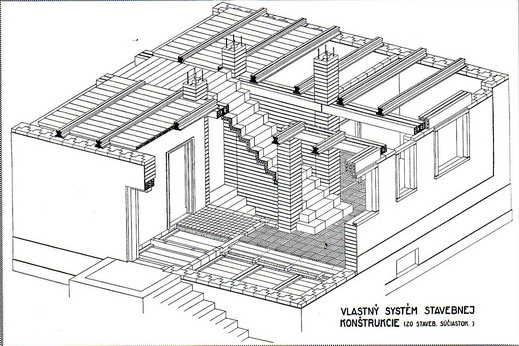 VLASTNÝ SYSTÉM STAVEBNEJ
KONŠTRUKCIE (ZO STAVEB. SÚČIASTOK.)